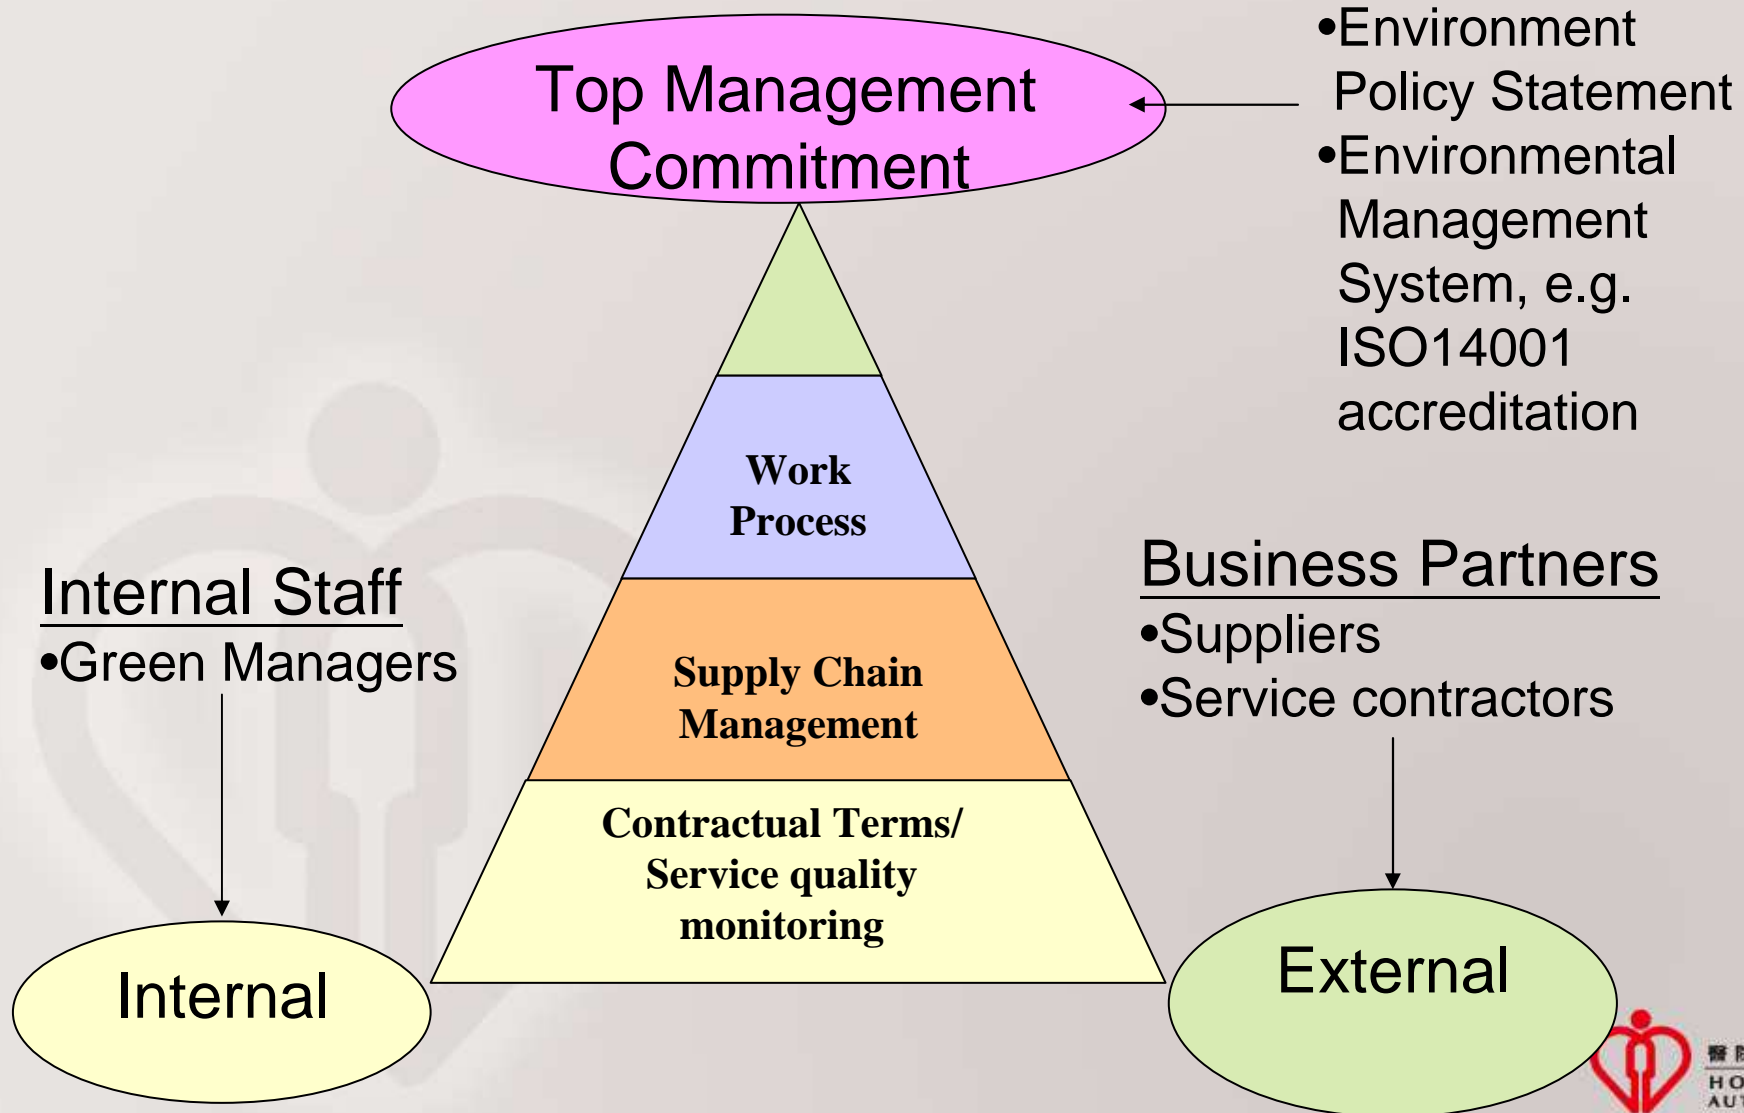 Top Management
Commitment
•Environment
Policy Statement
•Environmental
Management
System, e.g.
ISO14001
accreditation
Work
Process
Supply Chain
Management
Contractual Terms/
Service quality
monitoring
Internal Staff
•Green Managers
Internal
Business Partners
•Suppliers
•Service contractors
External
醫